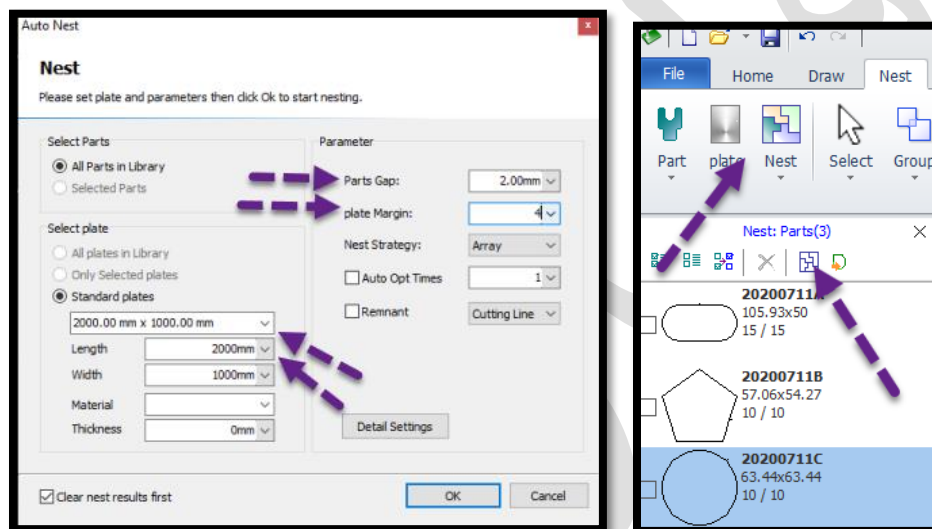 Auto Nest
x
Nest
Please set plate and parameters then click Ok to start nesting.
Select Parts
All Parts in Library
Selected Parts
Select plate
All plates in Library
Only Selected plates
Standard plates
2000.00 mm x 1000.00 mm
Length 2000mm
Width 1000mm
Material
Thickness 0mm
Parameter
Parts Gap: 2.00mm
plate Margin: 4
Nest Strategy: Array
Auto Opt Times 1
Remnant Cutting Line
Detail Settings
Clear nest results first
OK Cancel
File Home Draw Nest
Part plate Nest Select Group
Nest: Parts(3)
20200711A
105.93x50
15 / 15
20200711B
57.06x54.27
10 / 10
20200711C
63.44x63.44
10 / 10